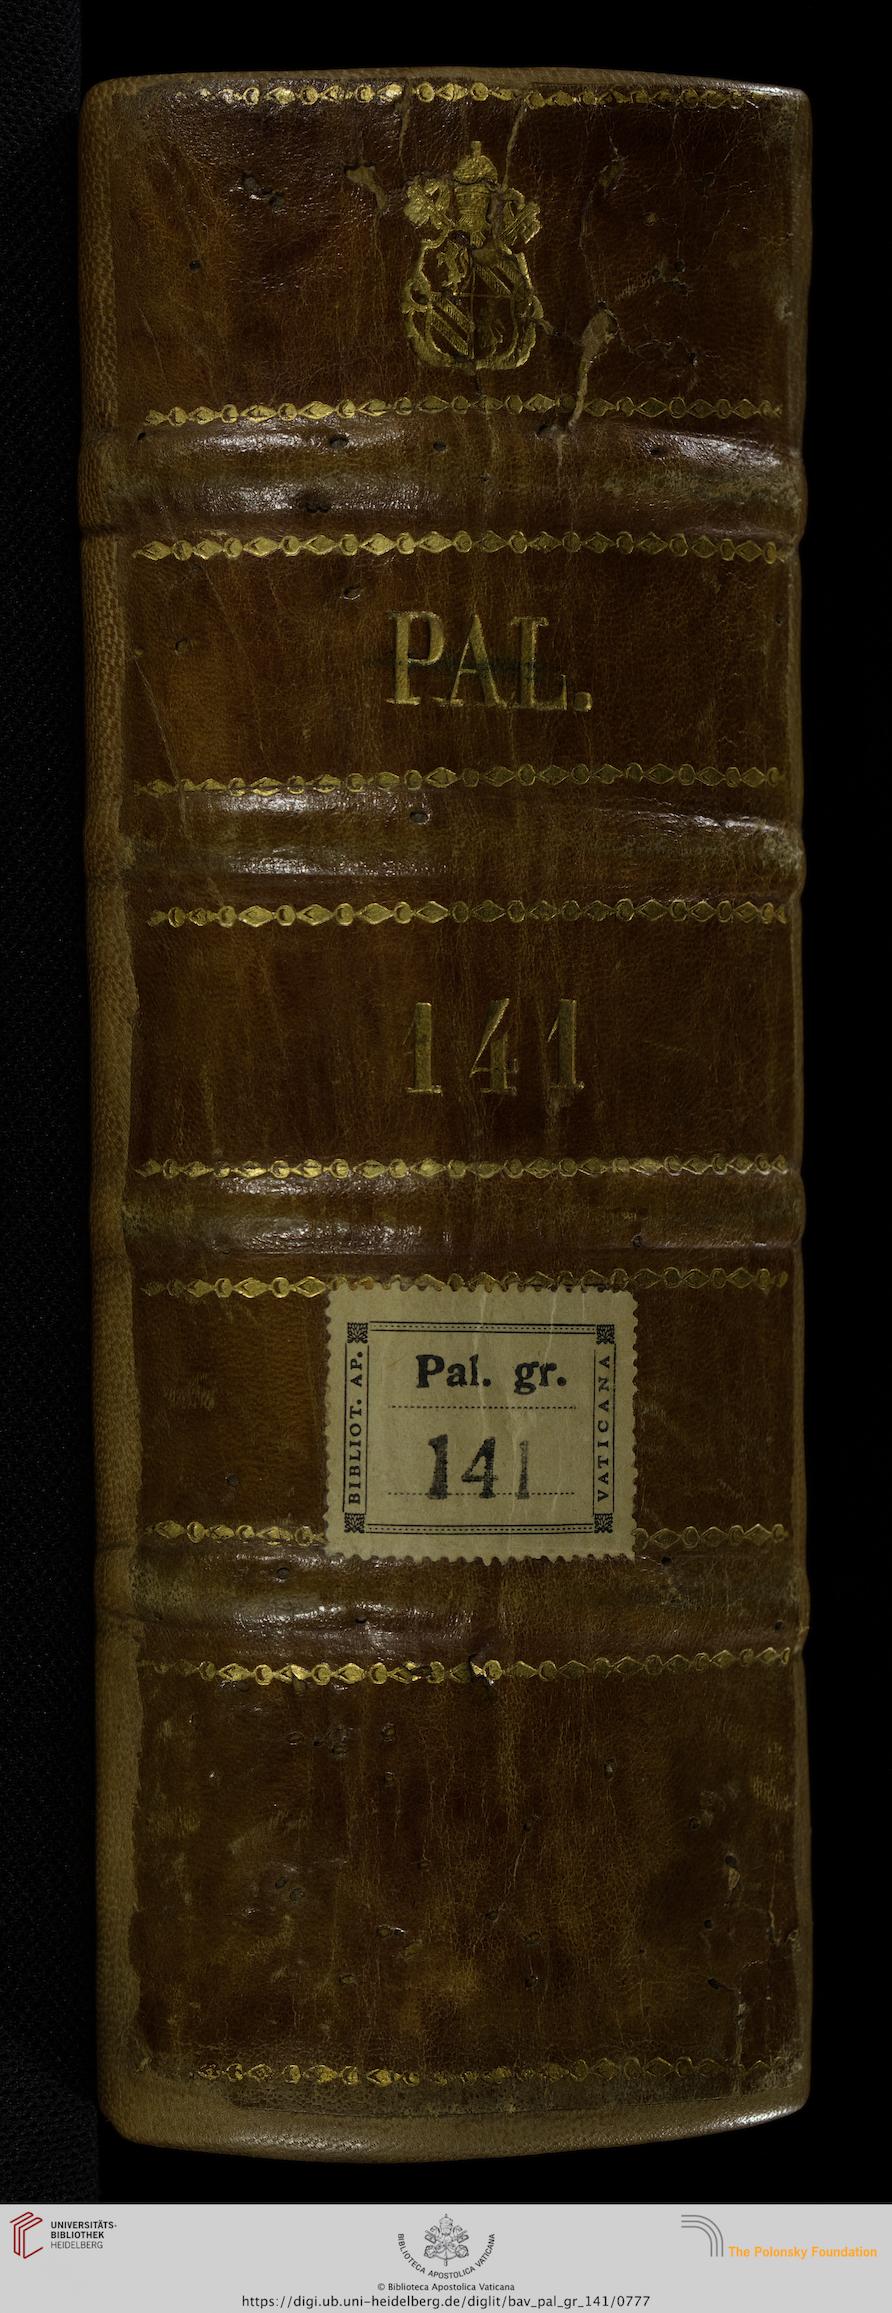 PAL.
141
BIBLIOT. AP.
Pal. gr.
141
VATICANA
UNIVERSITÄTS-
BIBLIOTHEK
HEIDELBERG
BIBLIOTECA APOSTOLICA VATICANA
The Polonsky Foundation
© Biblioteca Apostolica Vaticana
https://digi.ub.uni-heidelberg.de/diglit/bav_pal_gr_141/0777